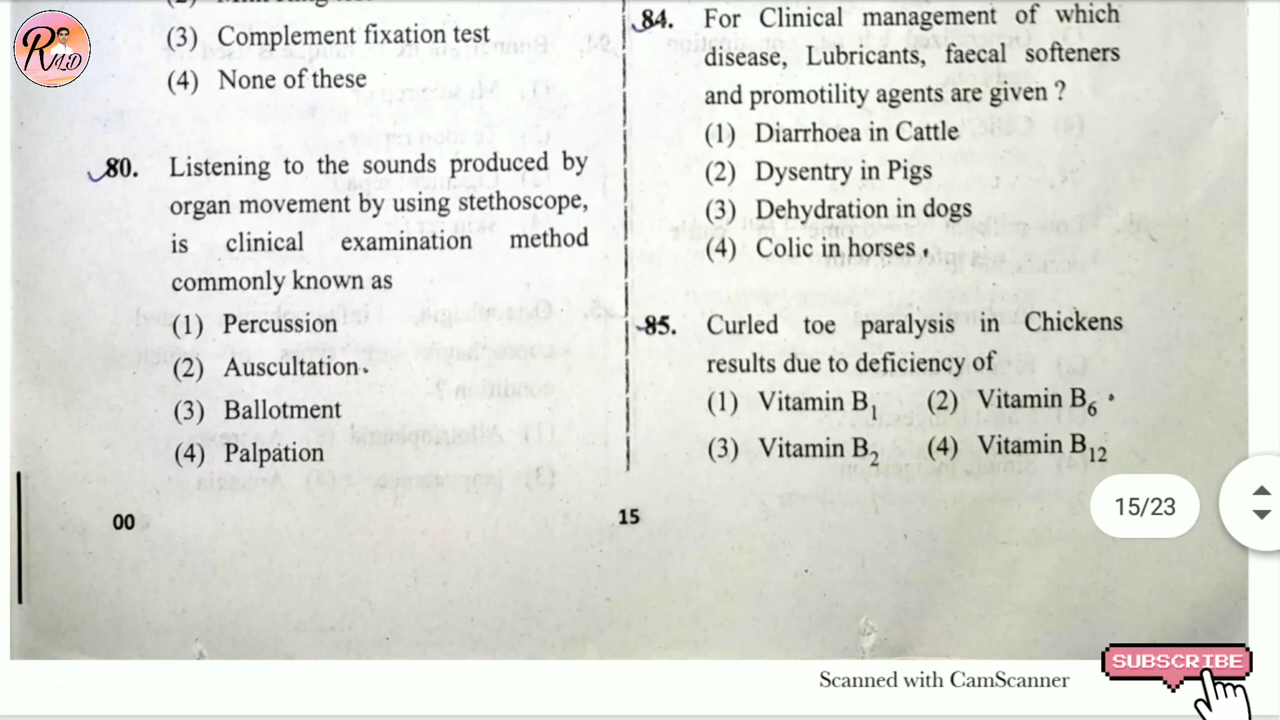 (3) Complement fixation test
(4) None of these
80. Listening to the sounds produced by
organ movement by using stethoscope,
is clinical examination method
commonly known as
(1) Percussion
(2) Auscultation
(3) Ballotment
(4) Palpation
84. For Clinical management of which
disease, Lubricants, faecal softeners
and promotility agents are given ?
(1) Diarrhoea in Cattle
(2) Dysentry in Pigs
(3) Dehydration in dogs
(4) Colic in horses
85. Curled toe paralysis in Chickens
results due to deficiency of
(1) Vitamin B1 (2) Vitamin B6
(3) Vitamin B2 (4) Vitamin B12
00
15
15/23
SUBSCRIBE
Scanned with CamScanner